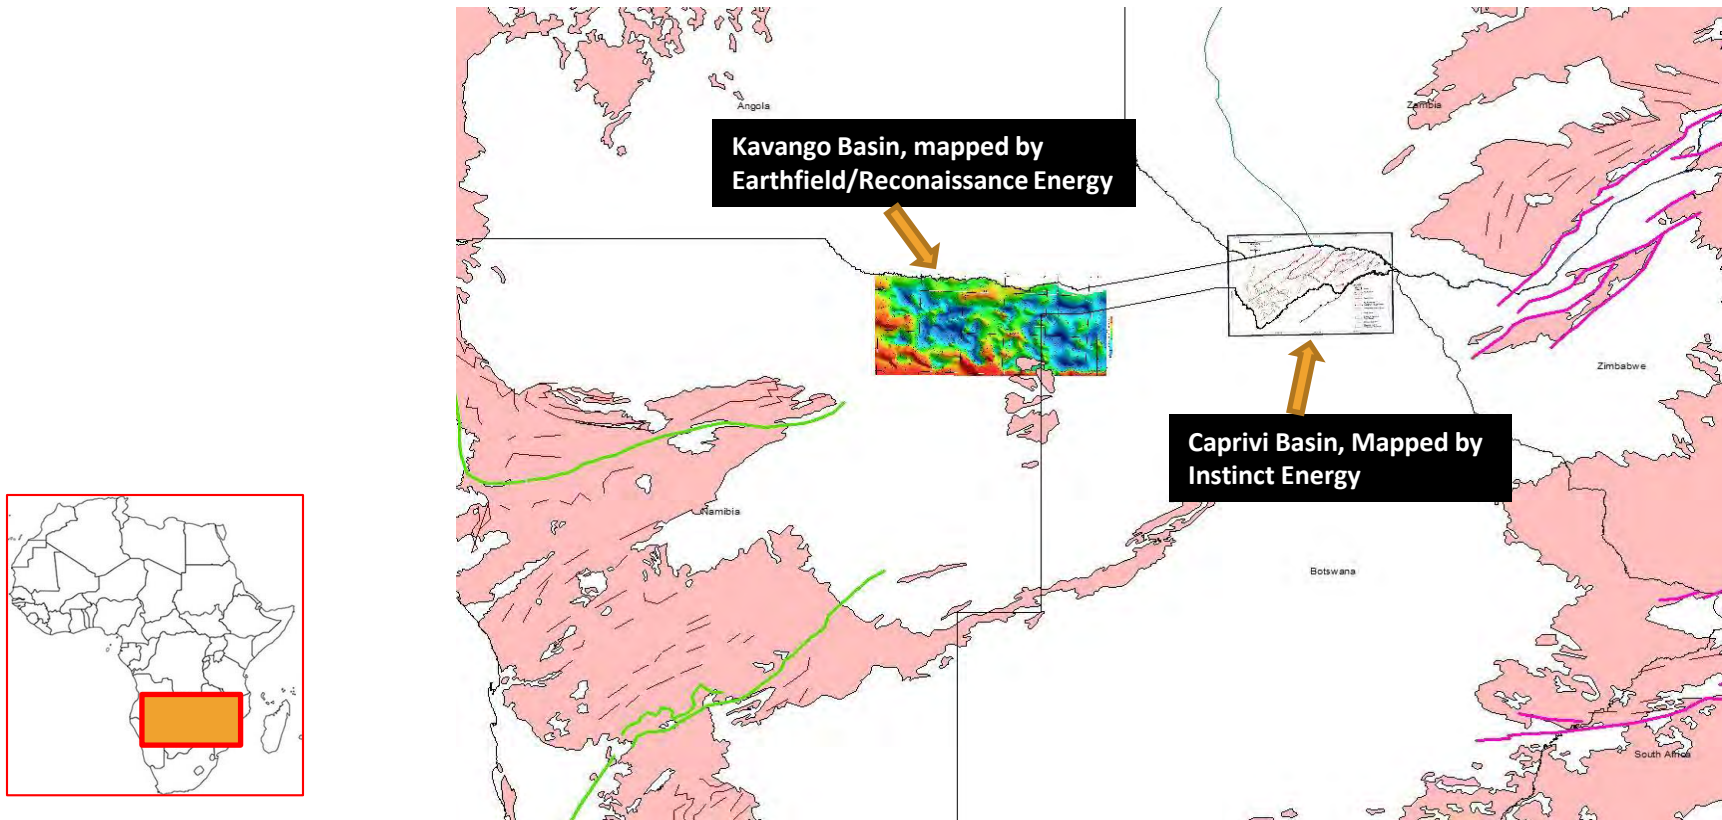 Angola
Zambia
Kavango Basin, mapped by
Earthfield/Reconaissance Energy
Zimbabwe
Caprivi Basin, Mapped by
Instinct Energy
Namibia
Botswana
South Africa